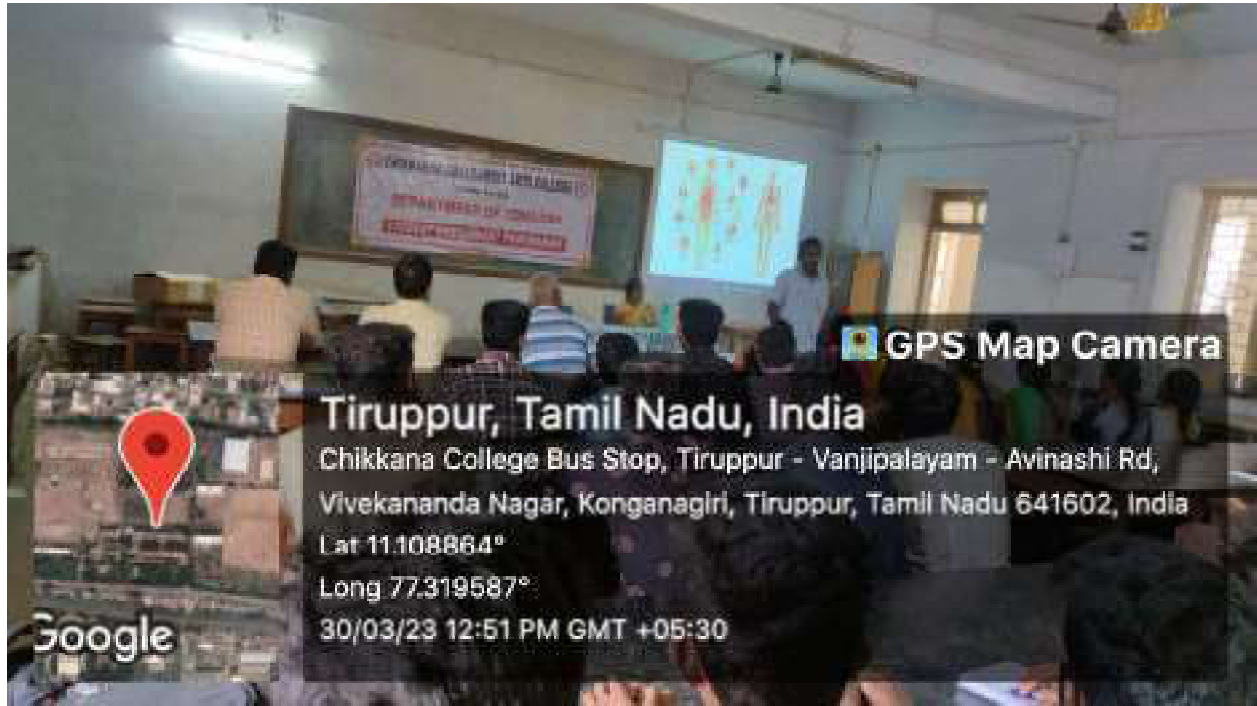 DEPARTMENT OF
GPS Map Camera
Tiruppur, Tamil Nadu, India
Chikkana College Bus Stop, Tiruppur - Vanjipalayam - Avinashi Rd,
Vivekananda Nagar, Konganagiri, Tiruppur, Tamil Nadu 641602, India
Lat 11.108864°
Long 77.319587°
30/03/23 12:51 PM GMT +05:30
Google